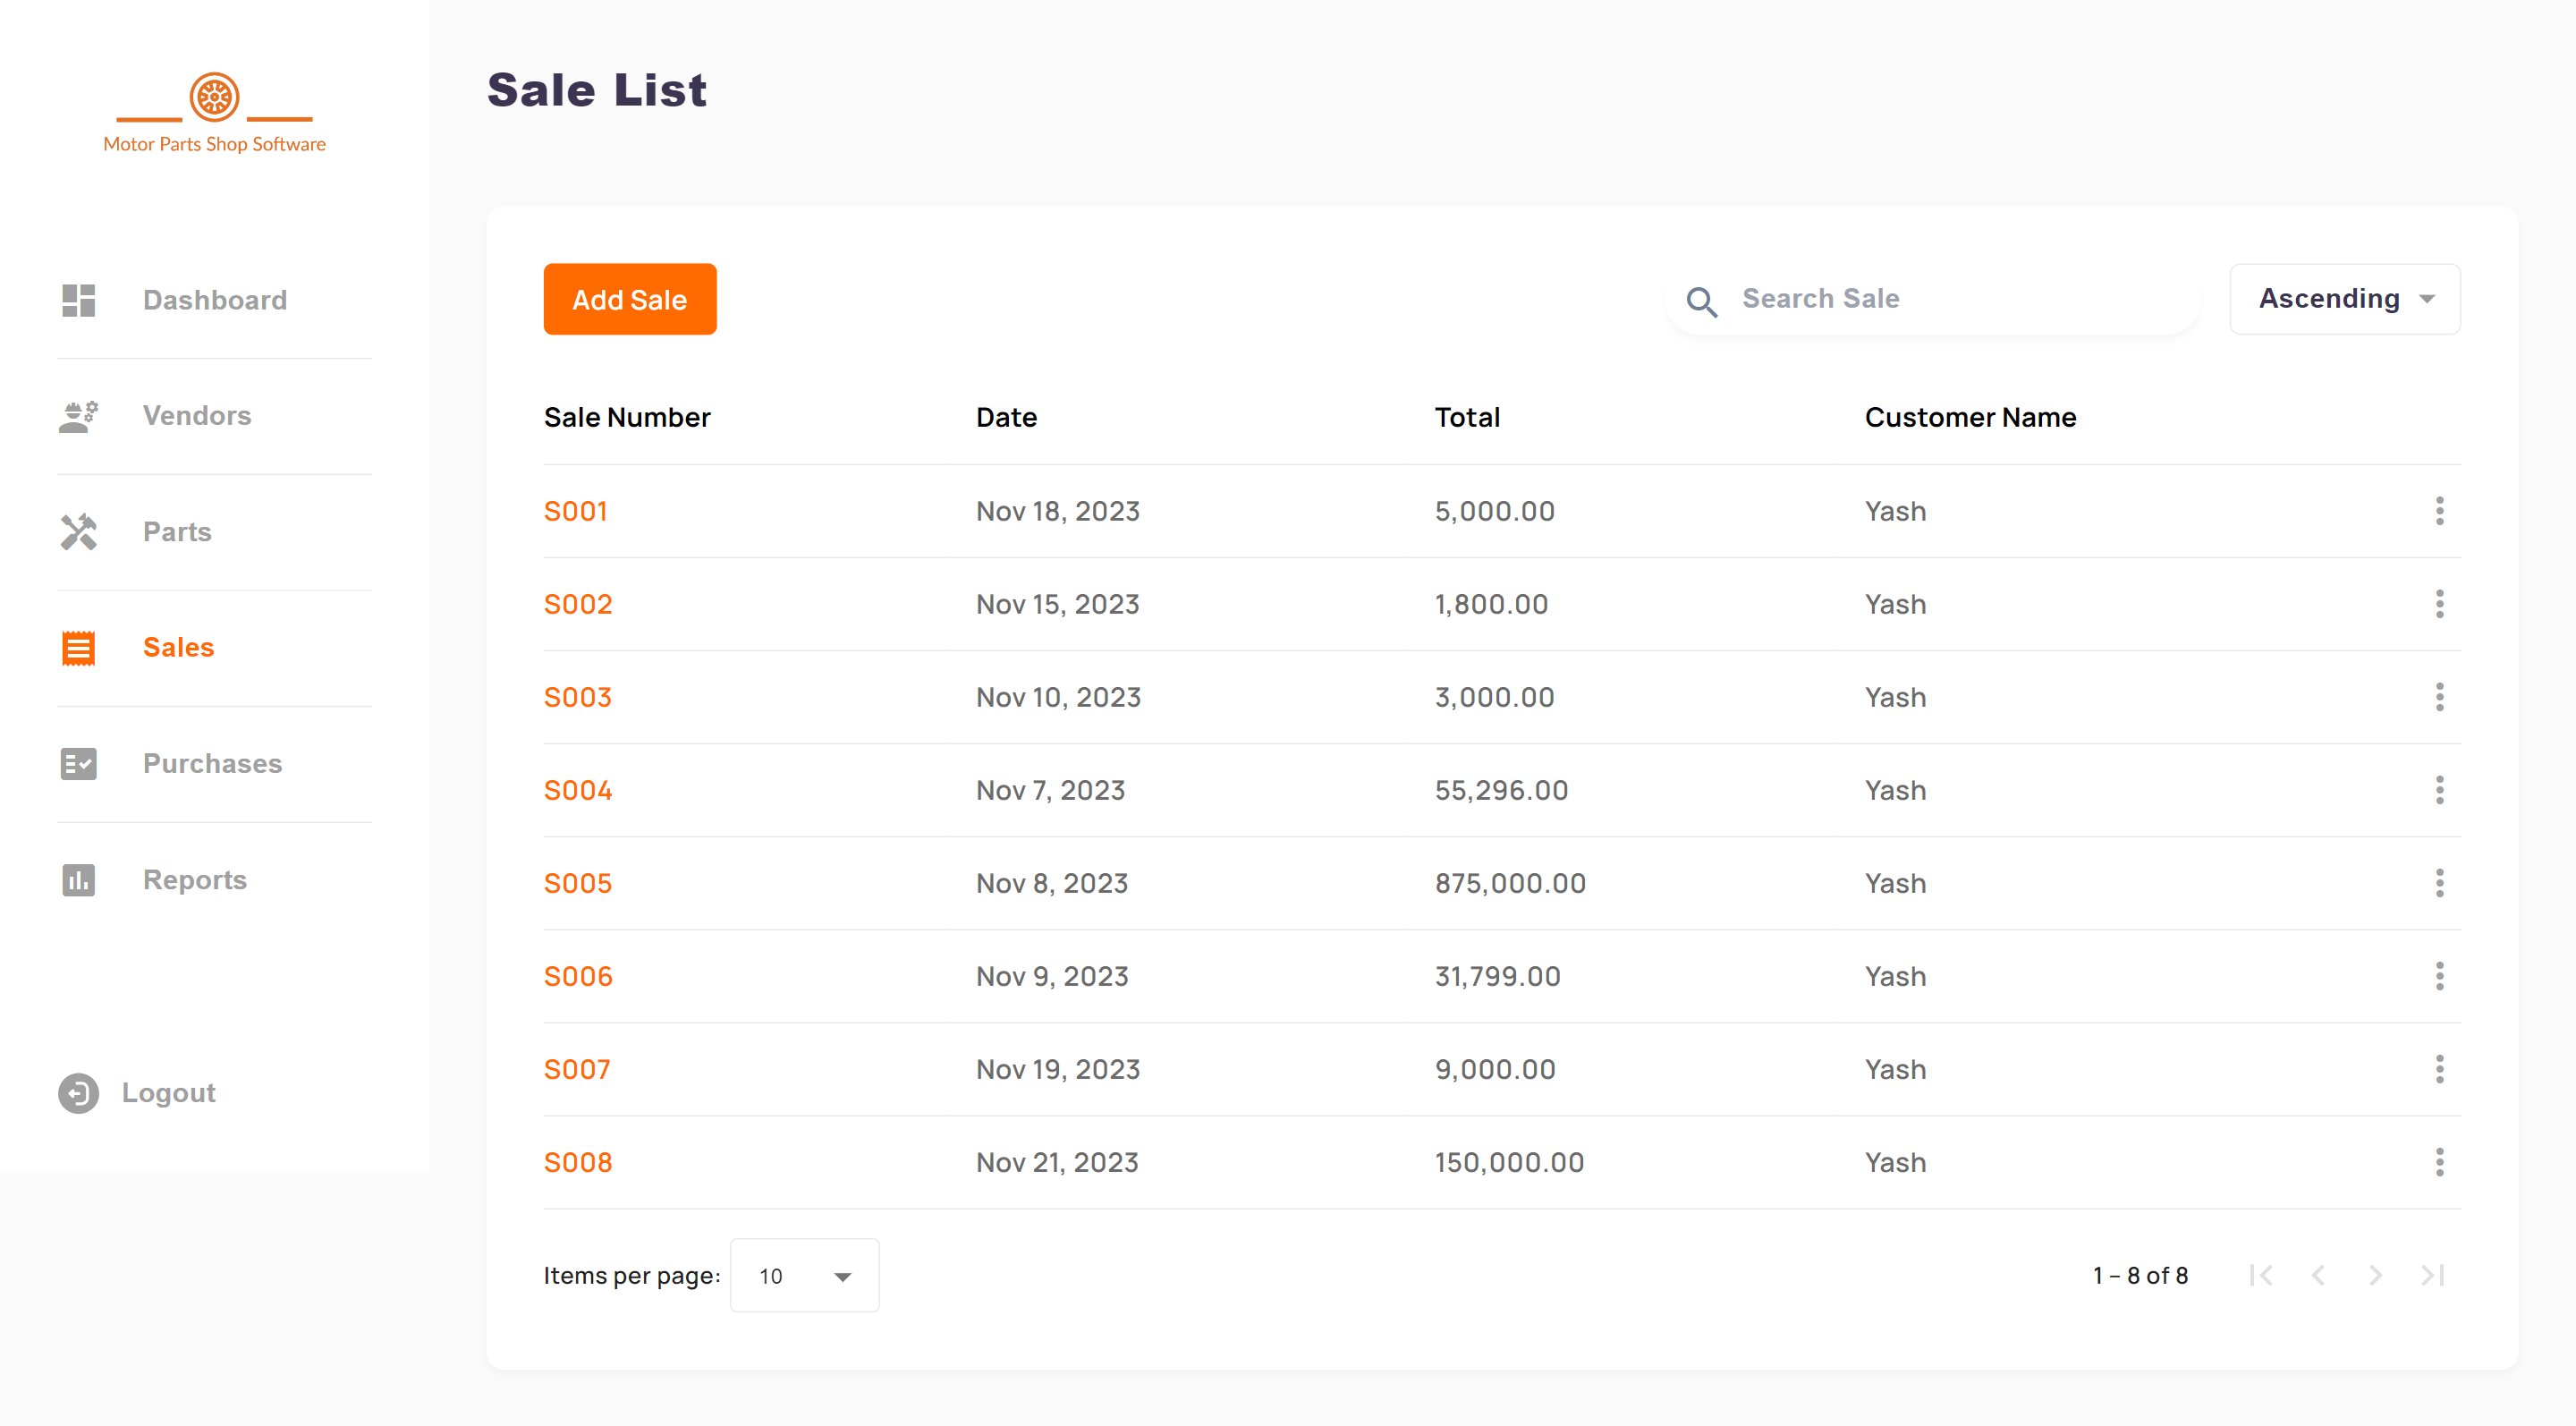 Motor Parts Shop Software
Dashboard
Vendors
Parts
Sales
Purchases
Reports
Logout
Sale List
Add Sale
Search Sale
Ascending
Sale Number Date Total Customer Name
S001 Nov 18, 2023 5,000.00 Yash
S002 Nov 15, 2023 1,800.00 Yash
S003 Nov 10, 2023 3,000.00 Yash
S004 Nov 7, 2023 55,296.00 Yash
S005 Nov 8, 2023 875,000.00 Yash
S006 Nov 9, 2023 31,799.00 Yash
S007 Nov 19, 2023 9,000.00 Yash
S008 Nov 21, 2023 150,000.00 Yash
Items per page: 10 1 – 8 of 8